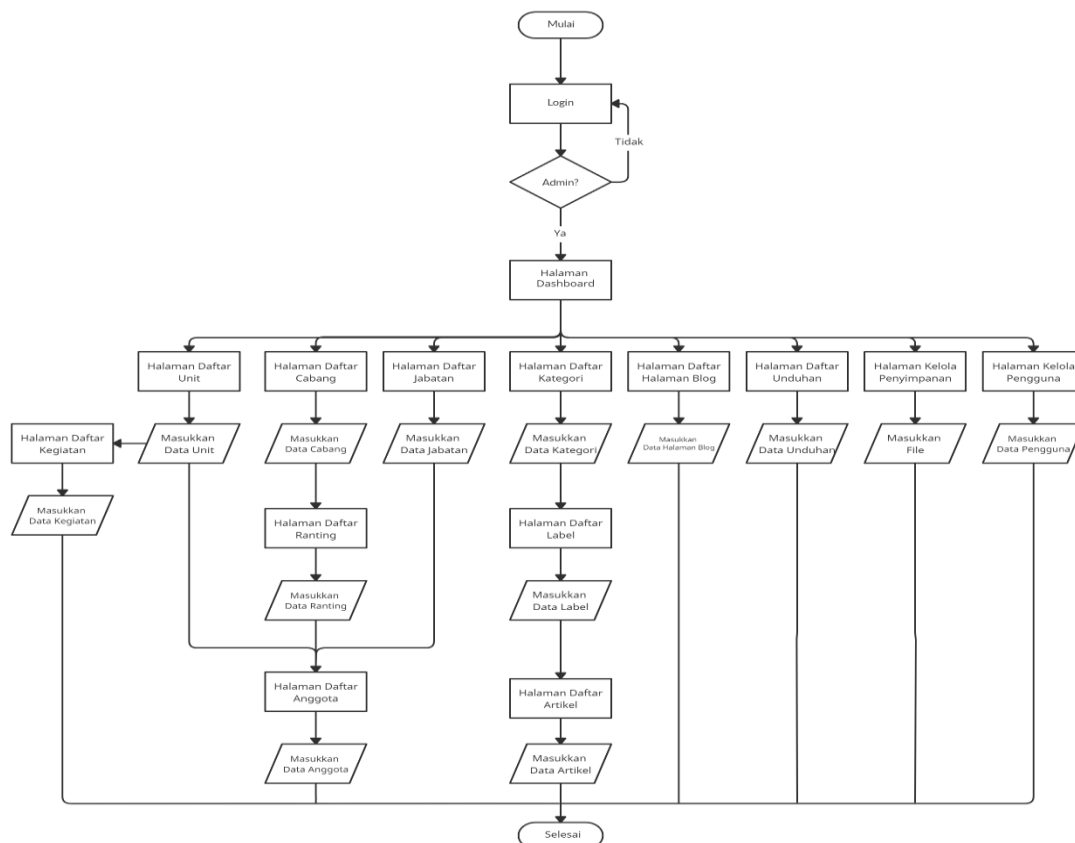 Mulai
Login
Tidak
Admin?
Ya
Halaman
Dashboard
Halaman Daftar
Unit
Halaman Daftar
Cabang
Halaman Daftar
Jabatan
Halaman Daftar
Kategori
Halaman Daftar
Halaman Blog
Halaman Daftar
Unduhan
Halaman Kelola
Penyimpanan
Halaman Kelola
Pengguna
Halaman Daftar
Kegiatan
Masukkan
Data Unit
Masukkan
Data Cabang
Masukkan
Data Jabatan
Masukkan
Data Kategori
Masukkan
Data Halaman Blog
Masukkan
Data Unduhan
Masukkan
File
Masukkan
Data Pengguna
Masukkan
Data Kegiatan
Halaman Daftar
Ranting
Halaman Daftar
Label
Masukkan
Data Ranting
Masukkan
Data Label
Halaman Daftar
Anggota
Halaman Daftar
Artikel
Masukkan
Data Anggota
Masukkan
Data Artikel
Selesai